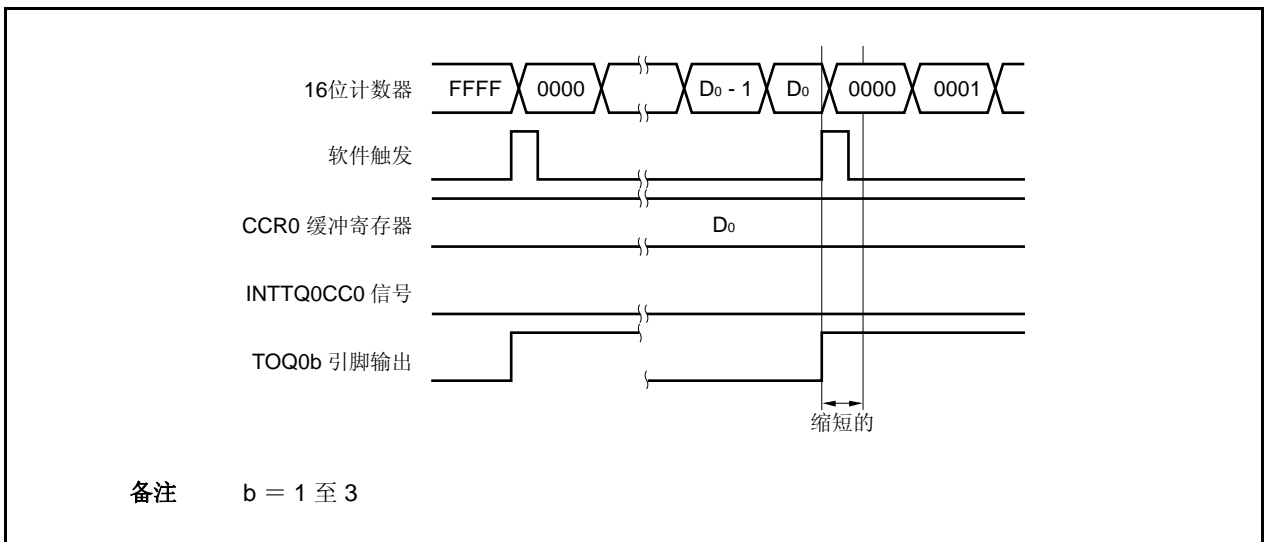 16位计数器 FFFF 0000 D0 - 1 D0 0000 0001
软件触发
CCR0 缓冲寄存器 D0
INTTQ0CC0 信号
TOQ0b 引脚输出
缩短的
备注 b = 1 至 3